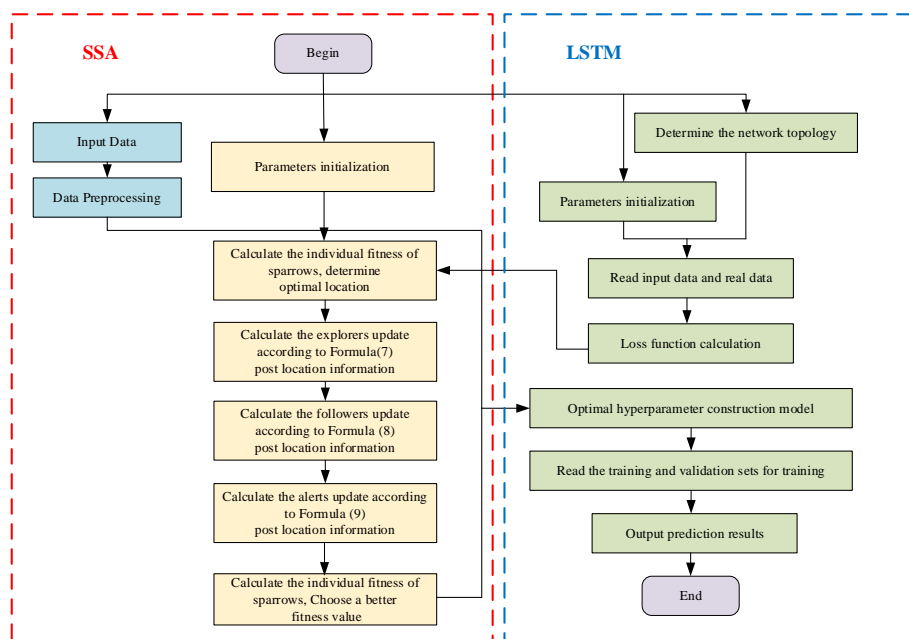 SSA
Begin
LSTM
Input Data
Data Preprocessing
Parameters initialization
Calculate the individual fitness of
sparrows, determine
optimal location
Calculate the explorers update
according to Formula(7)
post location information
Calculate the followers update
according to Formula (8)
post location information
Calculate the alerts update according
to Formula (9)
post location information
Calculate the individual fitness of
sparrows, Choose a better
fitness value
Determine the network topology
Parameters initialization
Read input data and real data
Loss function calculation
Optimal hyperparameter construction model
Read the training and validation sets for training
Output prediction results
End